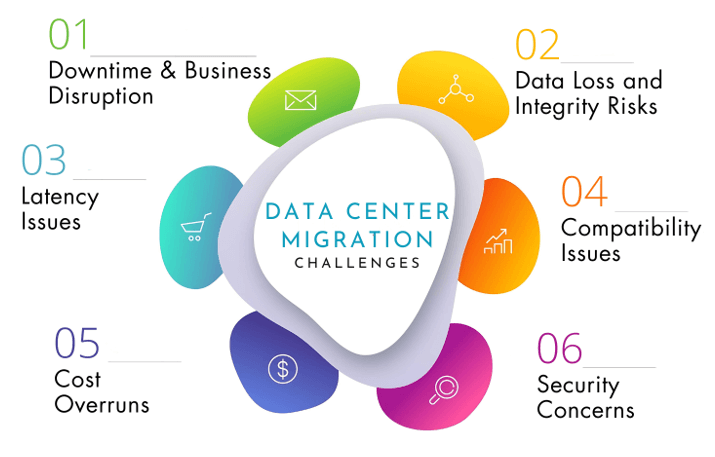 01
Downtime & Business
Disruption
02
Data Loss and
Integrity Risks
03
Latency
Issues
DATA CENTER
MIGRATION
CHALLENGES
04
Compatibility
Issues
05
Cost
Overruns
$
06
Security
Concerns